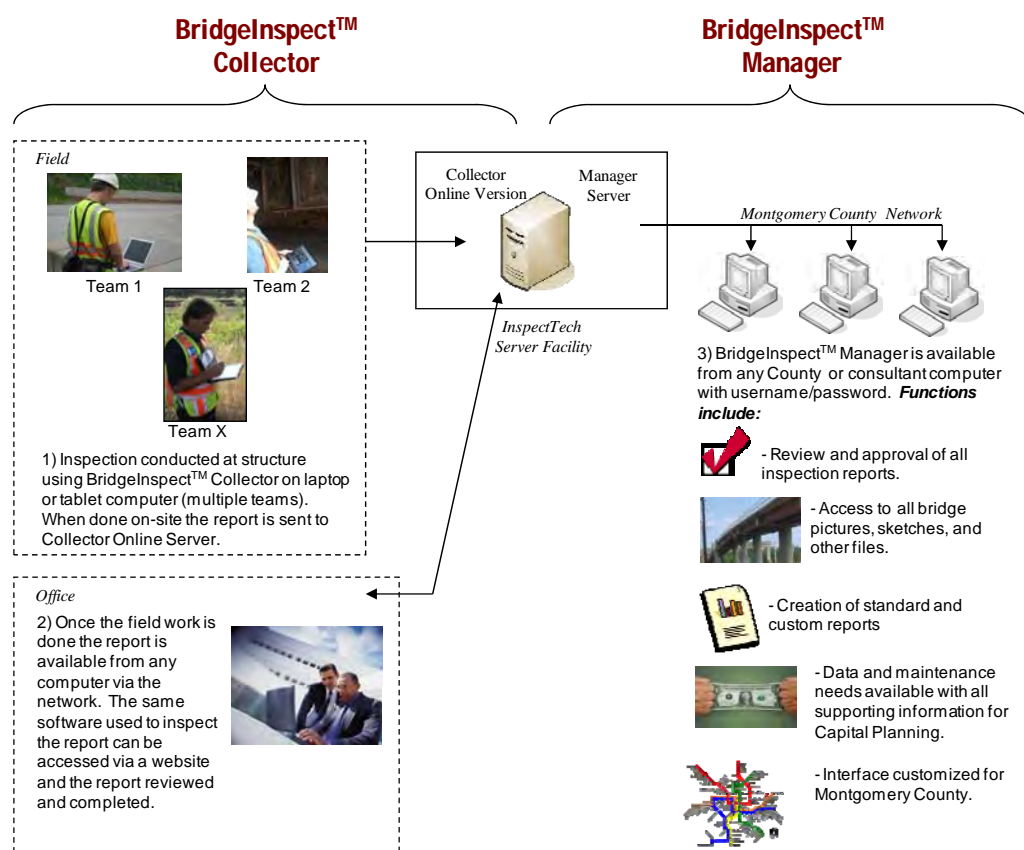 BridgeInspect™
Collector
BridgeInspect™
Manager
Field
Team 1
Team 2
Team X
1) Inspection conducted at structure
using BridgeInspect™ Collector on laptop
or tablet computer (multiple teams).
When done on-site the report is sent to
Collector Online Server.
Office
2) Once the field work is
done the report is
available from any
computer via the
network. The same
software used to inspect
the report can be
accessed via a website
and the report reviewed
and completed.
Collector
Online Version
Manager
Server
InspectTech
Server Facility
Montgomery County Network
3) BridgeInspect™ Manager is available
from any County or consultant computer
with username/password. Functions
include:
- Review and approval of all
inspection reports.
- Access to all bridge
pictures, sketches, and
other files.
- Creation of standard and
custom reports
- Data and maintenance
needs available with all
supporting information for
Capital Planning.
- Interface customized for
Montgomery County.